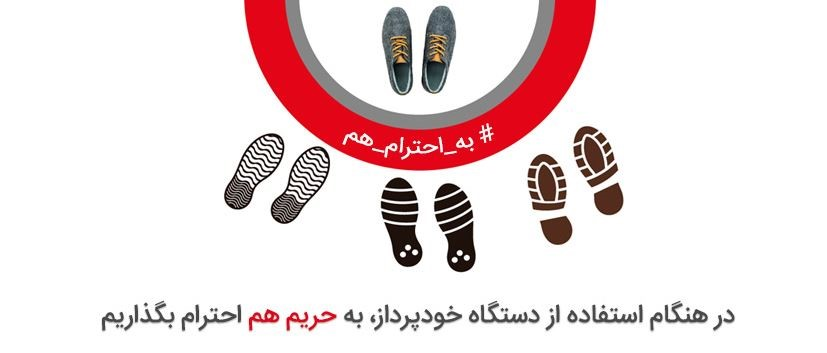 # به_احترام_هم
در هنگام استفاده از دستگاه خودپرداز، به حریم هم احترام بگذاریم